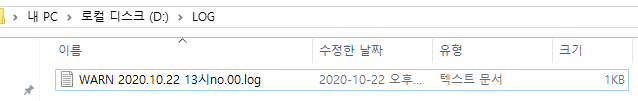 내 PC > 로컬 디스크 (D:) > LOG
이름 수정한 날짜 유형 크기
WARN 2020.10.22 13시no.00.log 2020-10-22 오후... 텍스트 문서 1KB